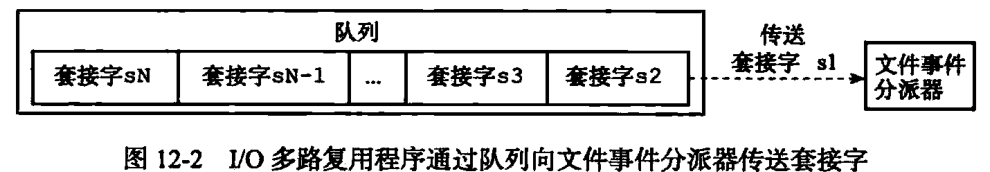 队列
传送
套接字 s1
套接字sN
套接字sN-1
...
套接字s3
套接字s2
文件事件
分派器
图 12-2 I/O 多路复用程序通过队列向文件事件分派器传送套接字